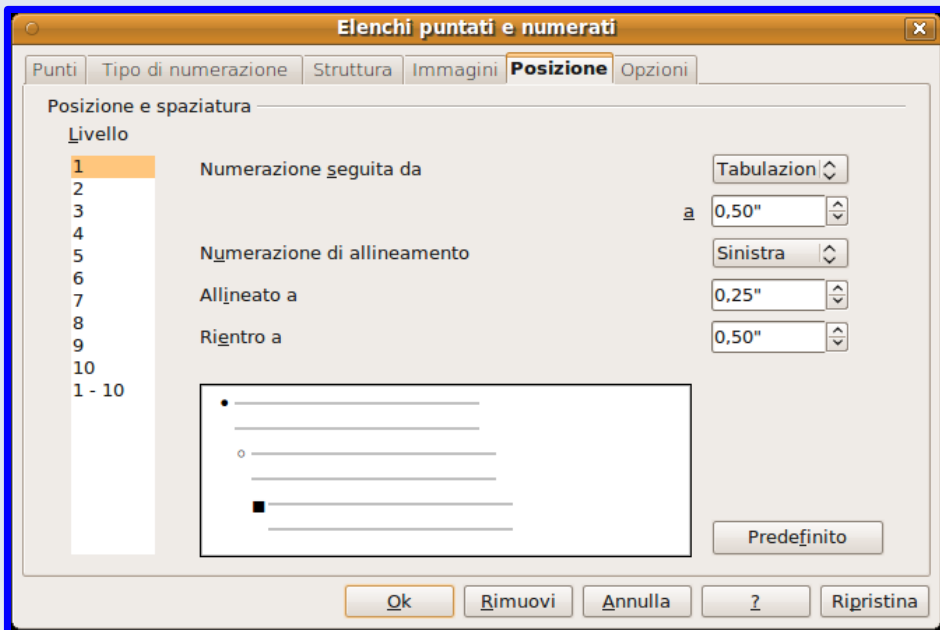 Elenchi puntati e numerati
Punti Tipo di numerazione Struttura Immagini Posizione Opzioni
Posizione e spaziatura
Livello
1 Numerazione seguita da Tabulazion
2
3 a 0,50"
4
5 Numerazione di allineamento Sinistra
6
7 Allineato a 0,25"
8
9 Rientro a 0,50"
10
1 - 10
Predefinito
Ok Rimuovi Annulla ? Ripristina